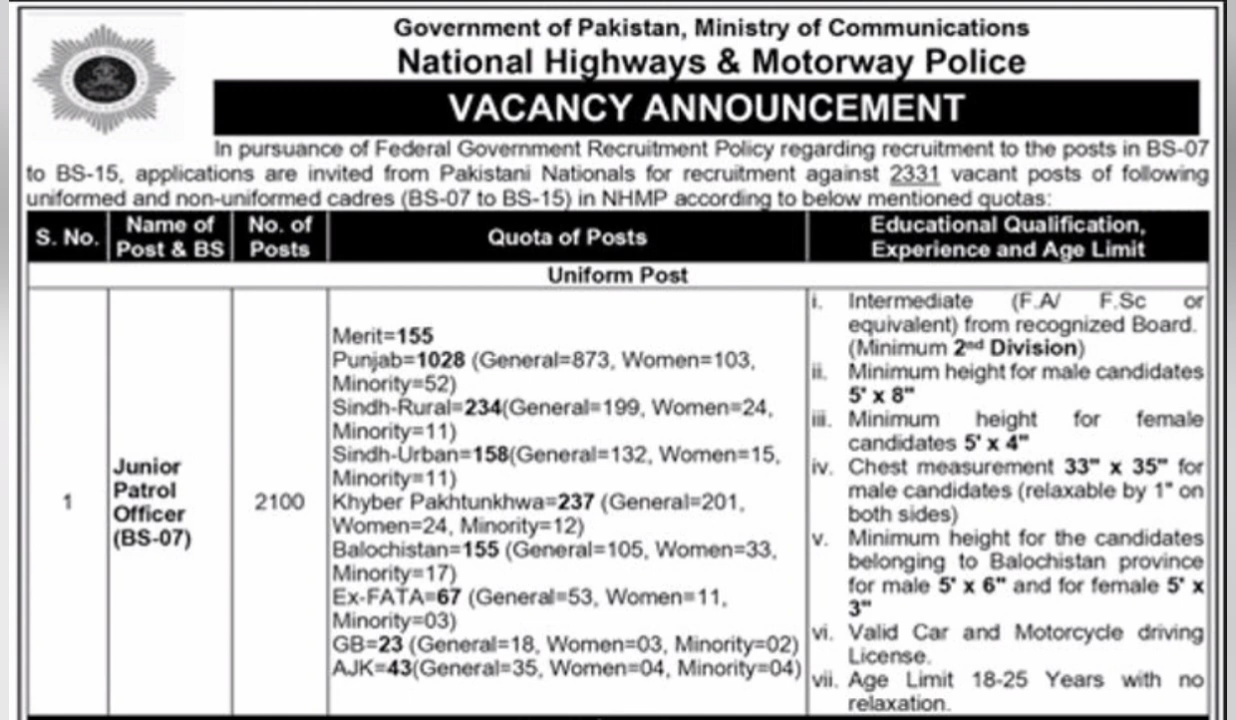 Government of Pakistan, Ministry of Communications
National Highways & Motorway Police
VACANCY ANNOUNCEMENT
In pursuance of Federal Government Recruitment Policy regarding recruitment to the posts in BS-07
to BS-15, applications are invited from Pakistani Nationals for recruitment against 2331 vacant posts of following
uniformed and non-uniformed cadres (BS-07 to BS-15) in NHMP according to below mentioned quotas:
S. No.
Name of
Post & BS
No. of
Posts
Quota of Posts
Educational Qualification,
Experience and Age Limit
Uniform Post
1
Junior
Patrol
Officer
(BS-07)
2100
Merit=155
Punjab=1028 (General=873, Women=103,
Minority=52)
Sindh-Rural=234(General=199, Women=24,
Minority=11)
Sindh-Urban=158(General=132, Women=15,
Minority=11)
Khyber Pakhtunkhwa=237 (General=201,
Women=24, Minority=12)
Balochistan=155 (General=105, Women=33,
Minority=17)
Ex-FATA=67 (General=53, Women=11,
Minority=03)
GB=23 (General=18, Women=03, Minority=02)
AJK=43(General=35, Women=04, Minority=04)
i. Intermediate (F.A/ F.Sc or
equivalent) from recognized Board.
(Minimum 2nd Division)
ii. Minimum height for male candidates
5' x 8"
iii. Minimum height for female
candidates 5' x 4"
iv. Chest measurement 33" x 35" for
male candidates (relaxable by 1" on
both sides)
v. Minimum height for the candidates
belonging to Balochistan province
for male 5' x 6" and for female 5' x
3"
vi. Valid Car and Motorcycle driving
License.
vii. Age Limit 18-25 Years with no
relaxation.